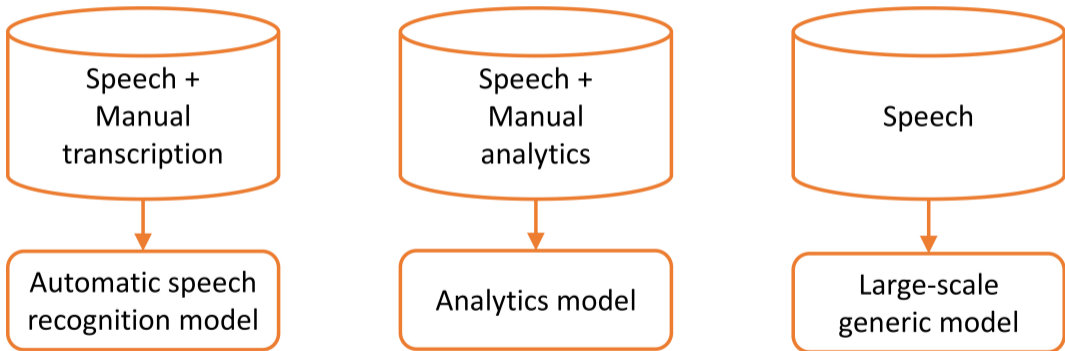 Speech +
Manual
transcription
Speech +
Manual
analytics
Speech
Automatic speech
recognition model
Analytics model
Large-scale
generic model